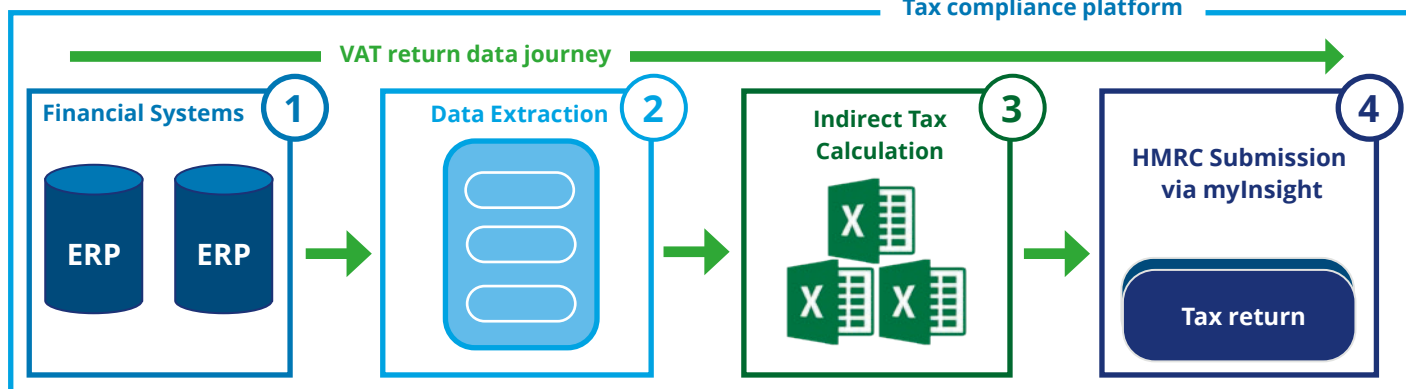 Tax compliance platform
VAT return data journey
Financial Systems
1
ERP
ERP
Data Extraction
2
Indirect Tax
Calculation
3
X
X
X
HMRC Submission
via myInsight
4
Tax return